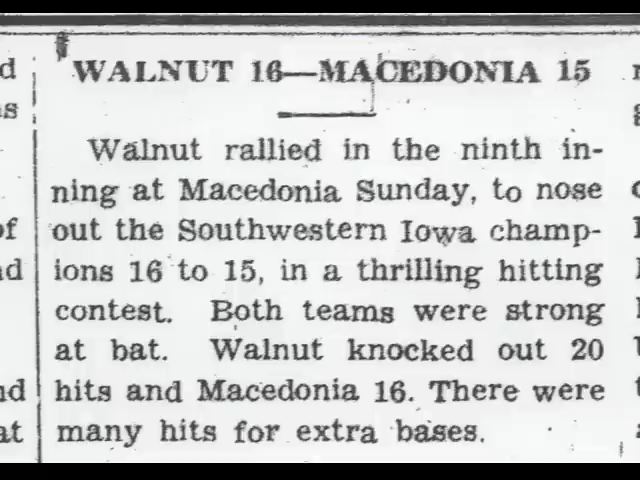 WALNUT 16—MACEDONIA 15
Walnut rallied in the ninth in-
ning at Macedonia Sunday, to nose
out the Southwestern Iowa champ-
ions 16 to 15, in a thrilling hitting
contest. Both teams were strong
at bat. Walnut knocked out 20
hits and Macedonia 16. There were
many hits for extra bases.